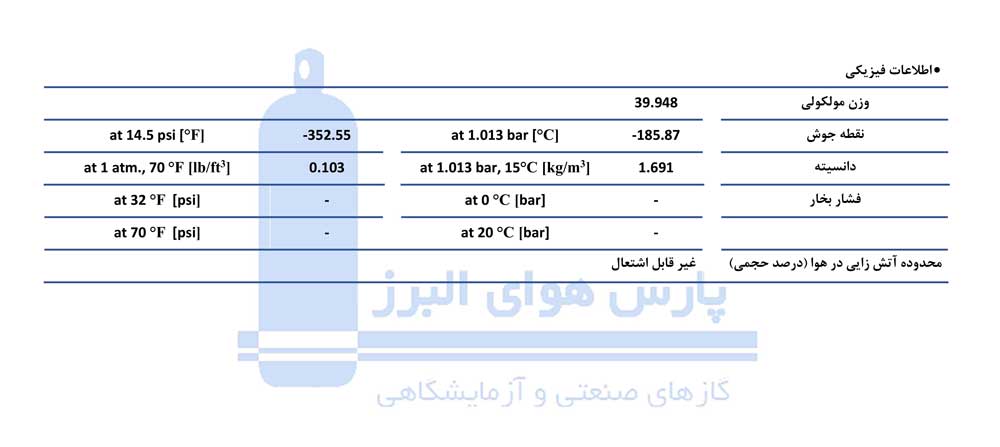 ●اطلاعات فیزیکی
وزن مولکولی 39.948
نقطه جوش -185.87 at 1.013 bar [°C] -352.55 at 14.5 psi [°F]
دانسیته 1.691 at 1.013 bar, 15°C [kg/m³] 0.103 at 1 atm., 70 °F [lb/ft³]
فشار بخار - at 0 °C [bar] - at 32 °F [psi]
- at 20 °C [bar] - at 70 °F [psi]
محدوده آتش زایی در هوا (درصد حجمی) غیر قابل اشتعال
پارس هوای البرز
گازهای صنعتی و آزمایشگاهی